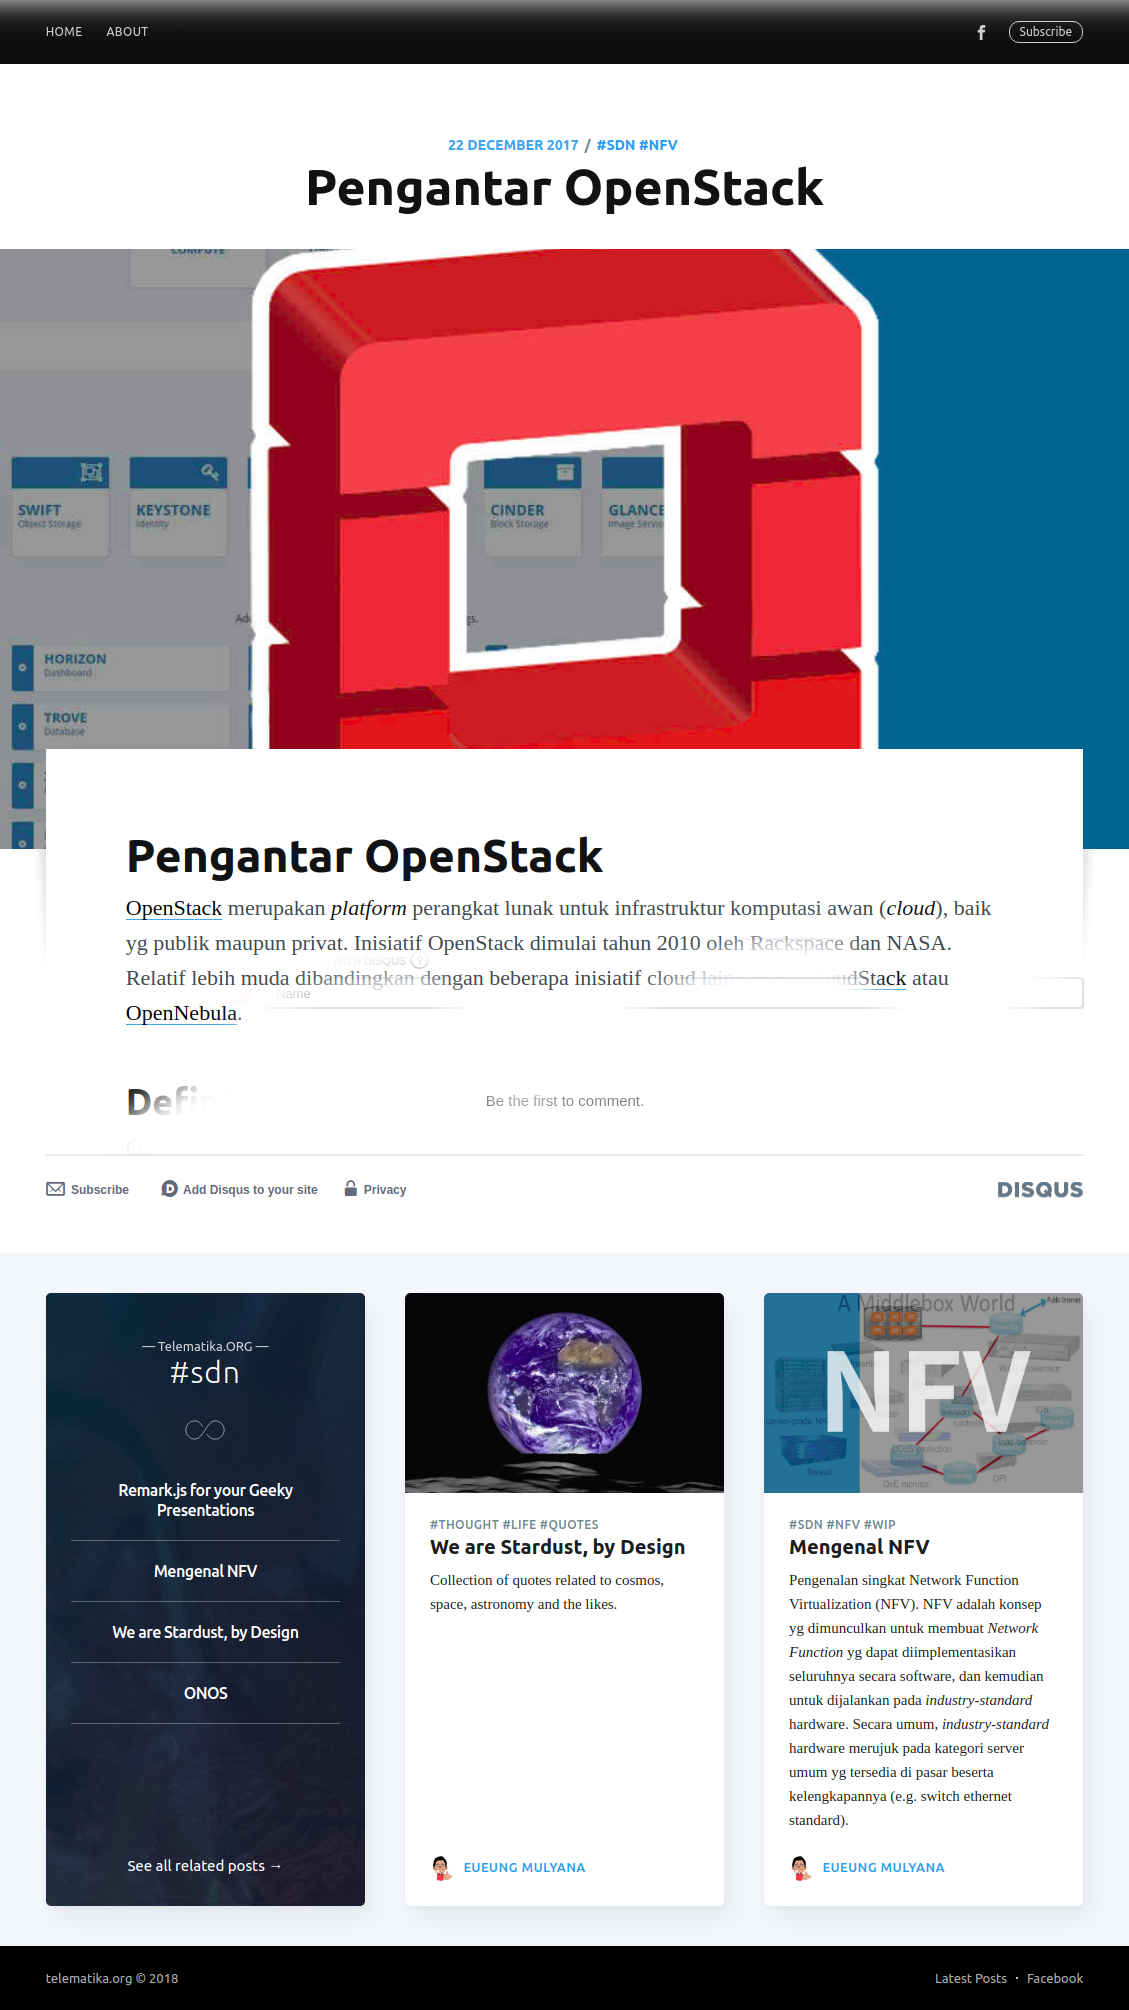 HOME ABOUT Subscribe
22 DECEMBER 2017 / #SDN #NFV
Pengantar OpenStack
COMPUTE
SWIFT
Object Storage
KEYSTONE
Identity
CINDER
Block Storage
GLANCE
Image Servic
HORIZON
Dashboard
TROVE
Database
Pengantar OpenStack
OpenStack merupakan platform perangkat lunak untuk infrastruktur komputasi awan (cloud), baik
yg publik maupun privat. Inisiatif OpenStack dimulai tahun 2010 oleh Rackspace dan NASA.
Relatif lebih muda dibandingkan dengan beberapa inisiatif cloud lain udStack atau
Name
OpenNebula.
Defin
Be the first to comment.
Subscribe Add Disqus to your site Privacy DISQUS
— Telematika.ORG —
#sdn
Remark.js for your Geeky
Presentations
Mengenal NFV
We are Stardust, by Design
ONOS
See all related posts →
#THOUGHT #LIFE #QUOTES
We are Stardust, by Design
Collection of quotes related to cosmos,
space, astronomy and the likes.
EUEUNG MULYANA
A Middlebox World
NFV
DPI
#SDN #NFV #WIP
Mengenal NFV
Pengenalan singkat Network Function
Virtualization (NFV). NFV adalah konsep
yg dimunculkan untuk membuat Network
Function yg dapat diimplementasikan
seluruhnya secara software, dan kemudian
untuk dijalankan pada industry-standard
hardware. Secara umum, industry-standard
hardware merujuk pada kategori server
umum yg tersedia di pasar beserta
kelengkapannya (e.g. switch ethernet
standard).
EUEUNG MULYANA
telematika.org © 2018 Latest Posts · Facebook